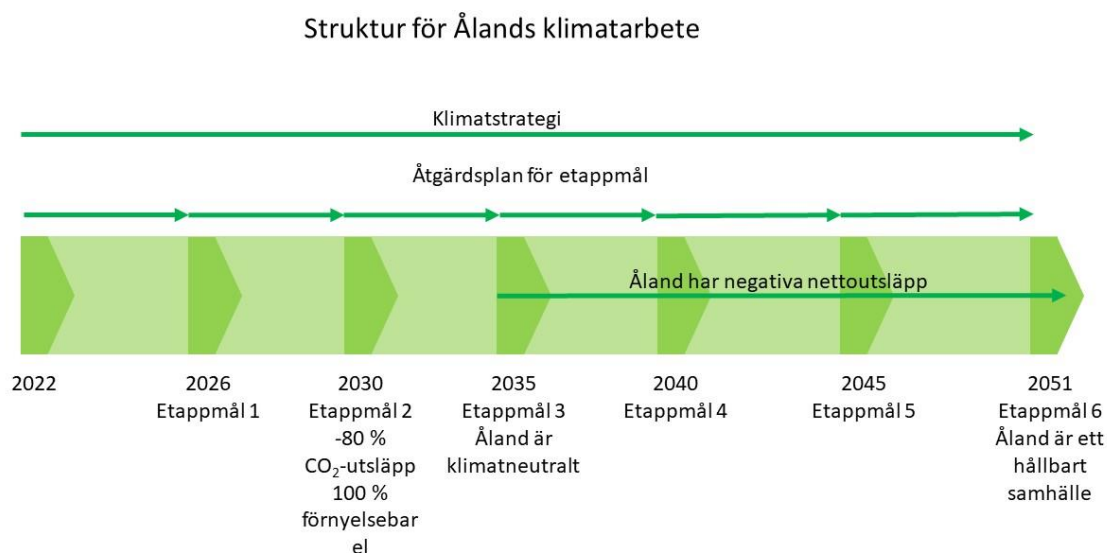 Struktur för Ålands klimatarbete
Klimatstrategi
Åtgärdsplan för etappmål
Åland har negativa nettoutsläpp
2022
2026
Etappmål 1
2030
Etappmål 2
-80 %
CO₂-utsläpp
100 %
förnyelsebar
el
2035
Etappmål 3
Åland är
klimatneutralt
2040
Etappmål 4
2045
Etappmål 5
2051
Etappmål 6
Åland är ett
hållbart
samhälle